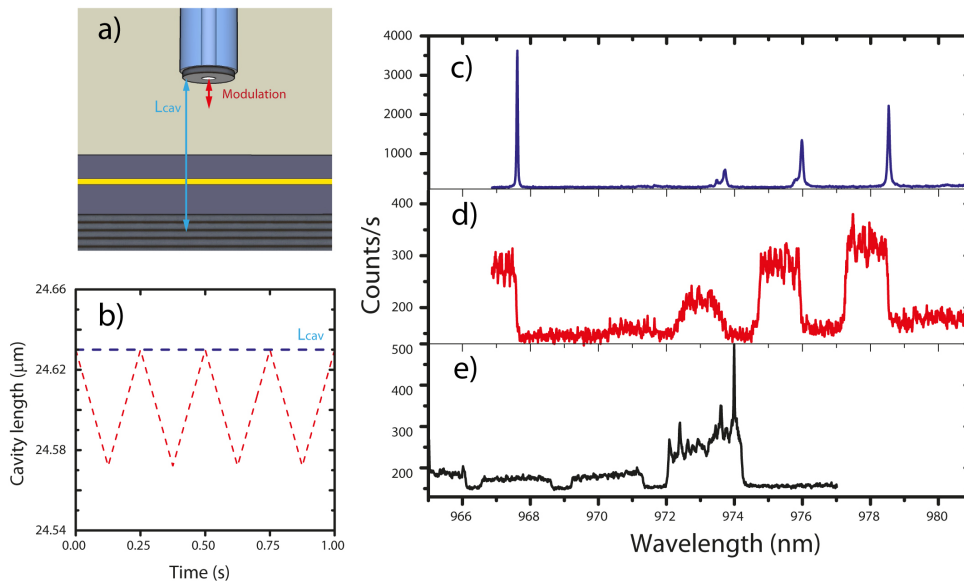 a)
Lcav
Modulation
b)
Lcav
24.66
24.62
24.58
24.54
Cavity length (μm)
0.00 0.25 0.50 0.75 1.00
Time (s)
c)
4000
3000
2000
1000
d)
400
300
200
e)
500
400
300
200
Counts/s
966 968 970 972 974 976 978 980
Wavelength (nm)